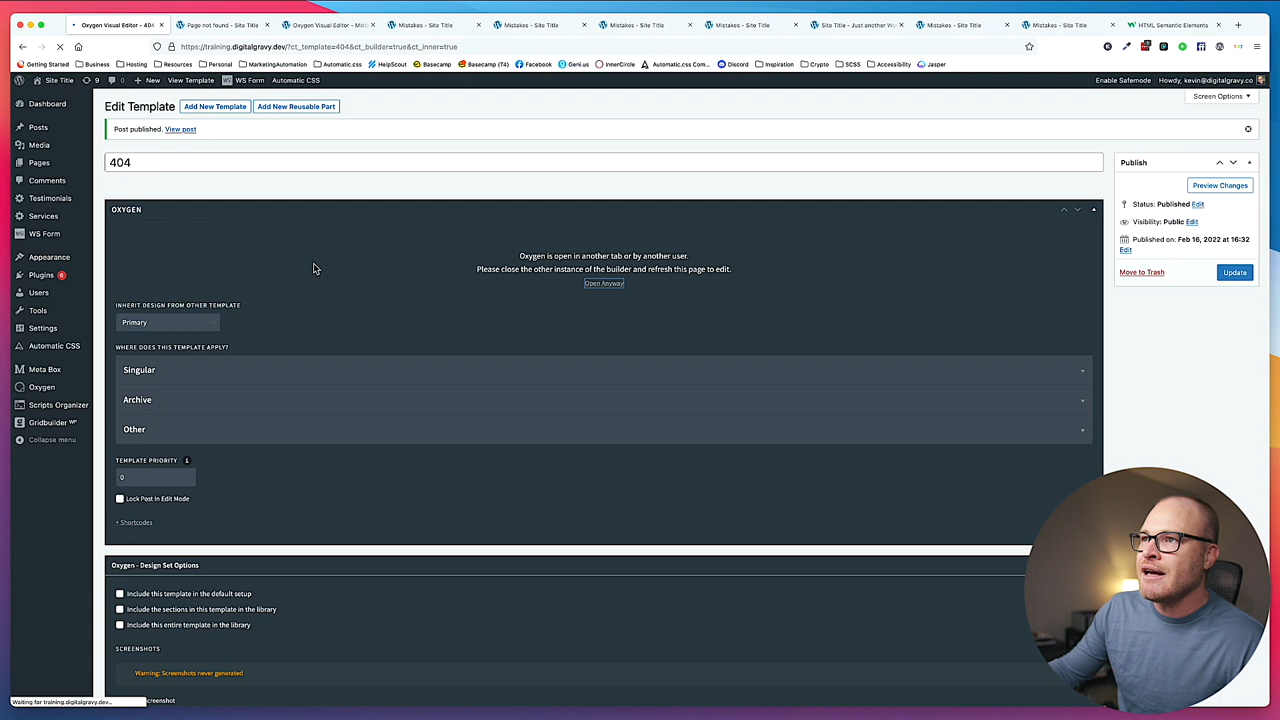 Oxygen Visual Editor - 404
Page not found - Site Title
Oxygen Visual Editor - Mist
Mistakes - Site Title
Mistakes - Site Title
Mistakes - Site Title
Mistakes - Site Title
Site Title - Just another Wo
Mistakes - Site Title
Mistakes - Site Title
HTML Semantic Elements
https://training.digitalgravy.dev/?ct_template=404&ct_builder=true&ct_inner=true
Getting Started
Business
Hosting
Resources
Personal
MarketingAutomation
Automatic.css
HelpScout
Basecamp
Basecamp (T4)
Facebook
Geni.us
InnerCircle
Automatic.css Com...
Discord
Inspiration
Crypto
SCSS
Accessibility
Jasper
Site Title
9
0
+ New
View Template
WS Form
Automatic CSS
Enable Safemode
Howdy, kevin@digitalgravy.co
Dashboard
Posts
Media
Pages
Comments
Testimonials
Services
WS Form
Appearance
Plugins 6
Users
Tools
Settings
Automatic CSS
Meta Box
Oxygen
Scripts Organizer
Gridbuilder WP
Collapse menu
Screen Options
Edit Template
Add New Template
Add New Reusable Part
Post published. View post
404
OXYGEN
Oxygen is open in another tab or by another user.
Please close the other instance of the builder and refresh this page to edit.
Open Anyway
INHERIT DESIGN FROM OTHER TEMPLATE
Primary
WHERE DOES THIS TEMPLATE APPLY?
Singular
Archive
Other
TEMPLATE PRIORITY
0
Lock Post In Edit Mode
+ Shortcodes
Oxygen - Design Set Options
Include this template in the default setup
Include the sections in this template in the library
Include this entire template in the library
SCREENSHOTS
Warning: Screenshots never generated
creenshot
Publish
Preview Changes
Status: Published Edit
Visibility: Public Edit
Published on: Feb 16, 2022 at 16:32
Edit
Move to Trash
Update
Waiting for training.digitalgravy.dev...